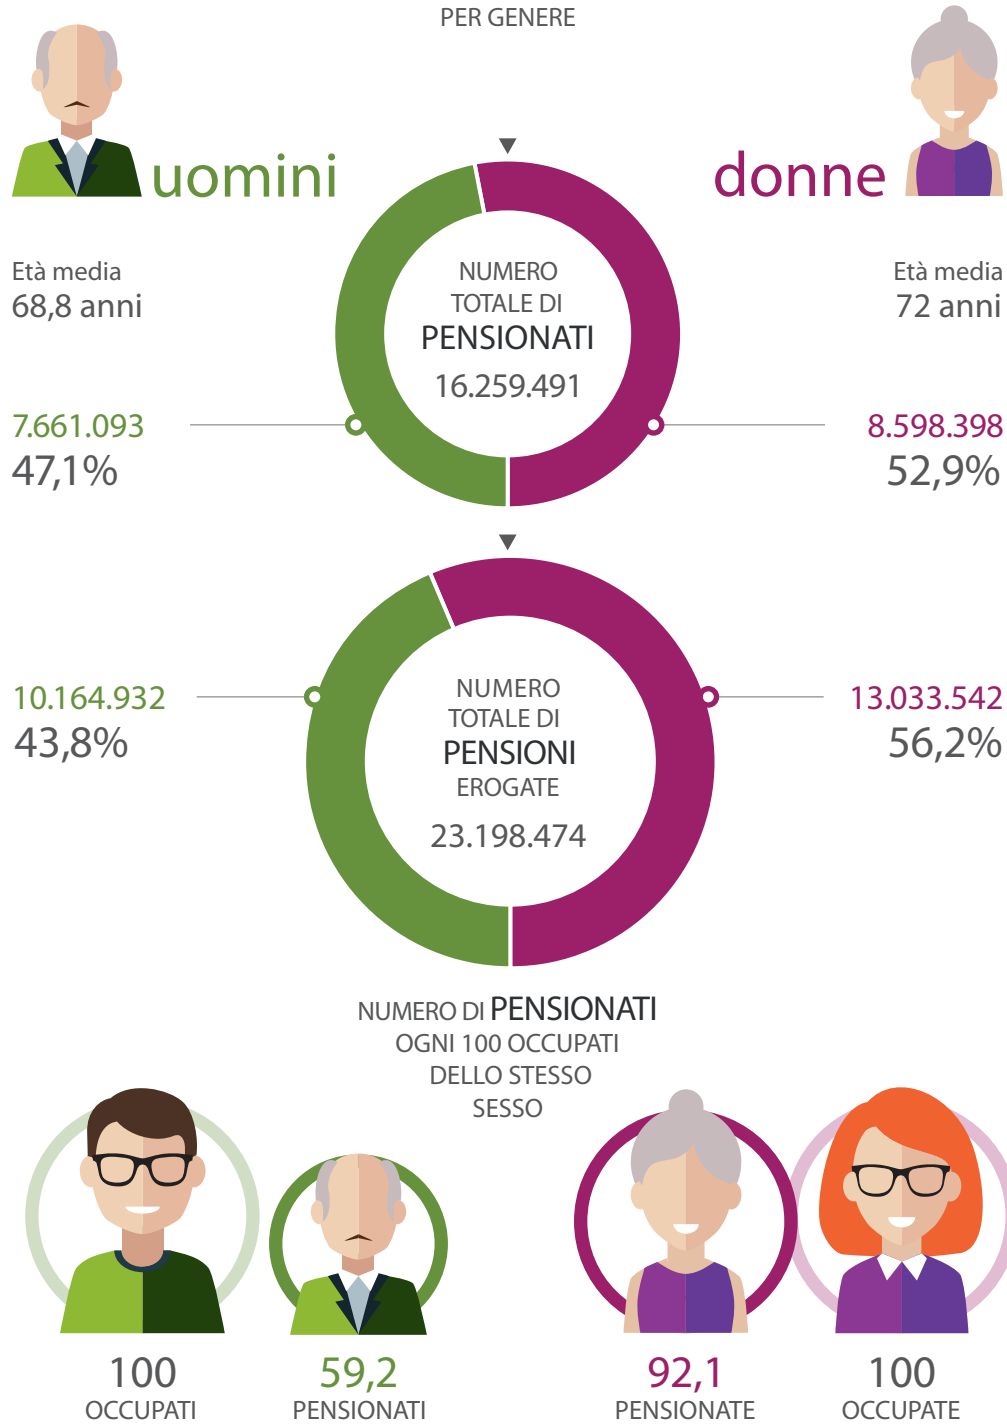 PER GENERE
uomini
donne
Età media
68,8 anni
Età media
72 anni
NUMERO
TOTALE DI
PENSIONATI
16.259.491
7.661.093
47,1%
8.598.398
52,9%
10.164.932
43,8%
NUMERO
TOTALE DI
PENSIONI
EROGATE
23.198.474
13.033.542
56,2%
NUMERO DI PENSIONATI
OGNI 100 OCCUPATI
DELLO STESSO
SESSO
100
OCCUPATI
59,2
PENSIONATI
92,1
PENSIONATE
100
OCCUPATE